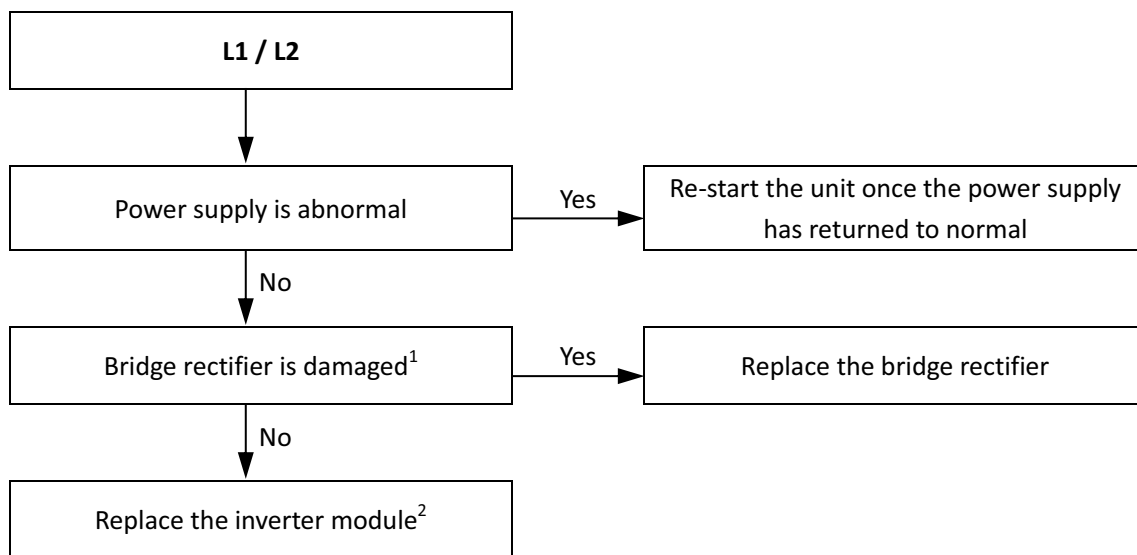 L1 / L2
Power supply is abnormal
Yes
Re-start the unit once the power supply
has returned to normal
No
Bridge rectifier is damaged1
Yes
Replace the bridge rectifier
No
Replace the inverter module2